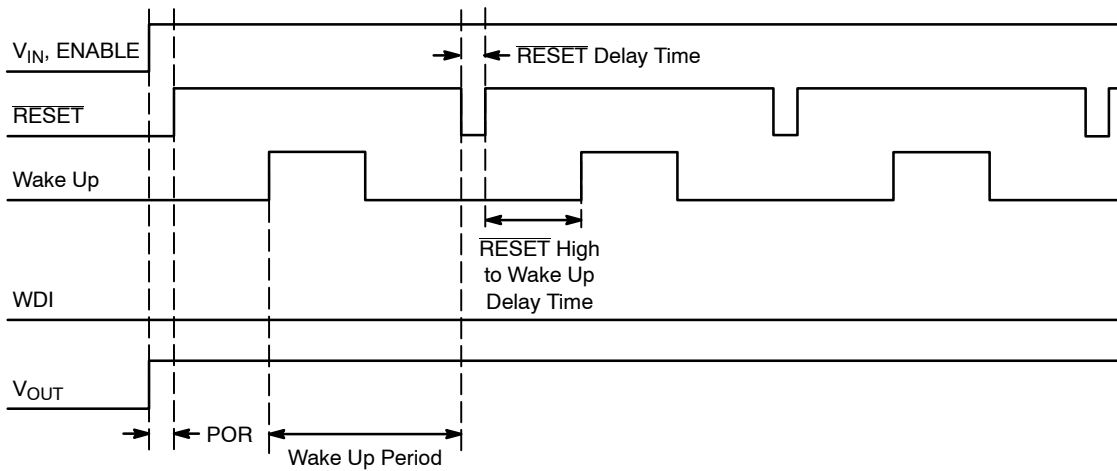 V_IN, ENABLE
RESET Delay Time
RESET
Wake Up
RESET High
to Wake Up
Delay Time
WDI
V_OUT
POR
Wake Up Period